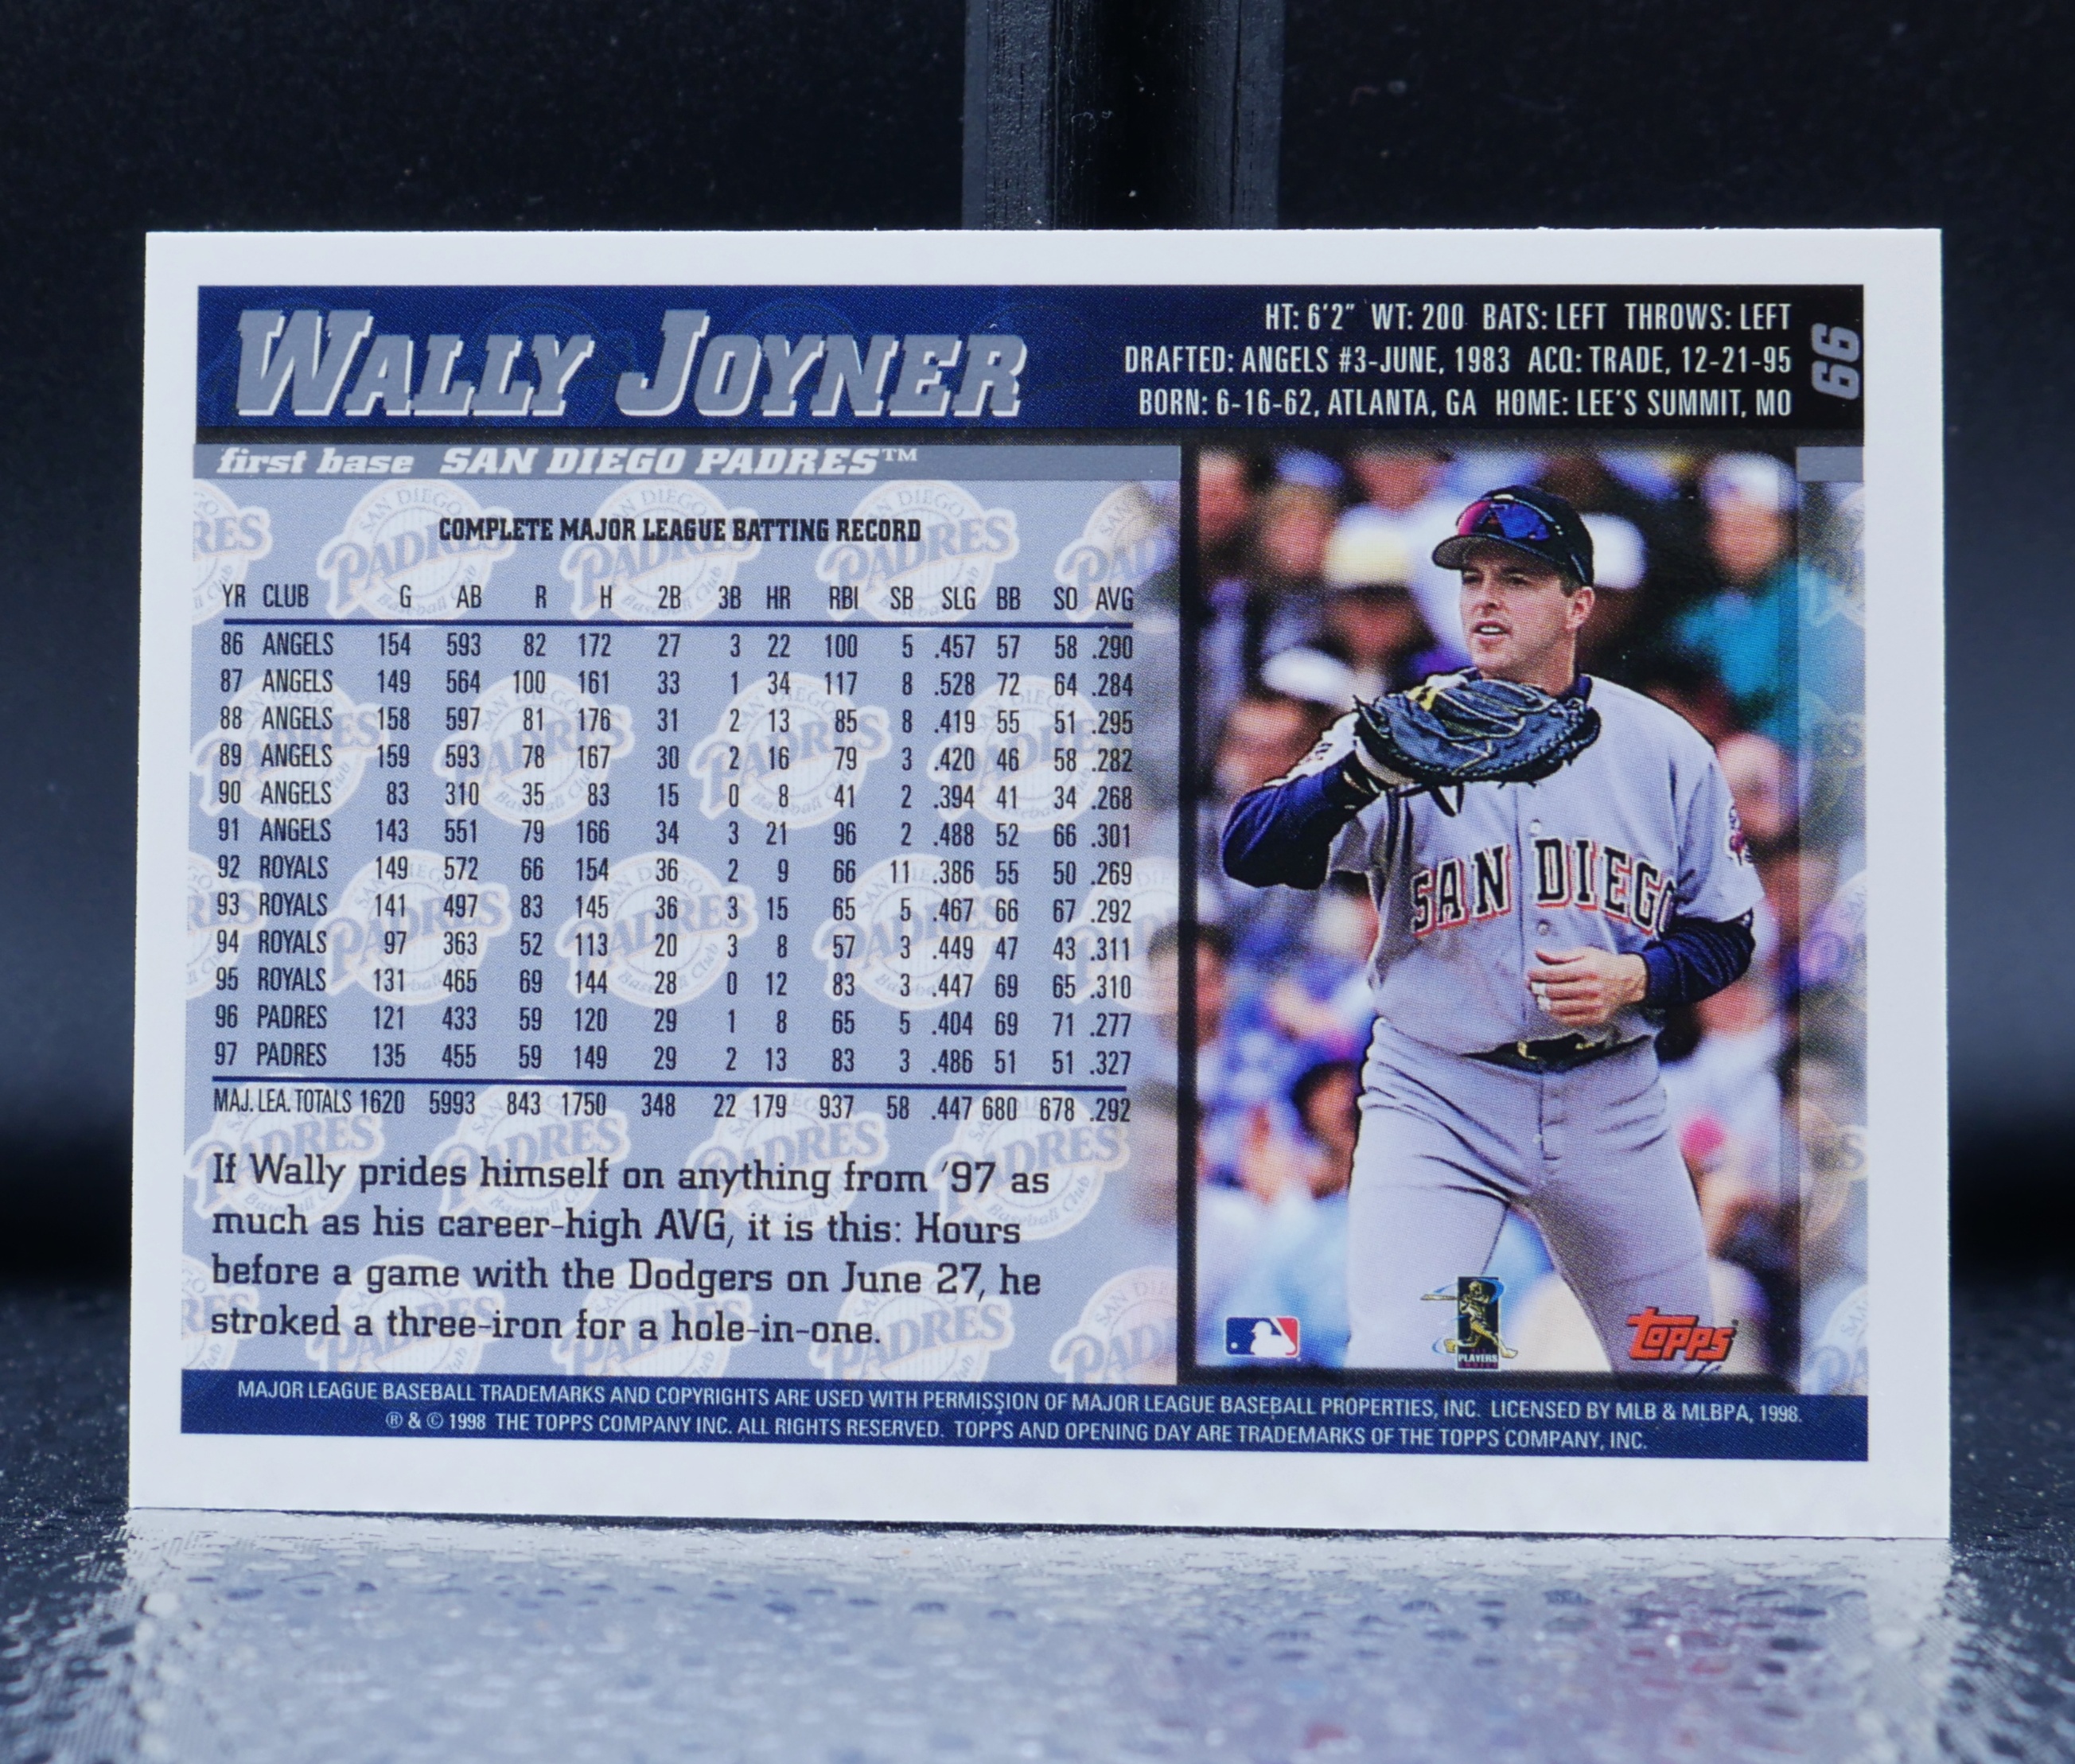 WALLY JOYNER
HT: 6'2" WT: 200 BATS: LEFT THROWS: LEFT
DRAFTED: ANGELS #3-JUNE, 1983 ACQ: TRADE, 12-21-95
BORN: 6-16-62, ATLANTA, GA HOME: LEE'S SUMMIT, MO
66
first base SAN DIEGO PADRES™
COMPLETE MAJOR LEAGUE BATTING RECORD
YR CLUB G AB R H 2B 3B HR RBI SB SLG BB SO AVG
86 ANGELS 154 593 82 172 27 3 22 100 5 .457 57 58 .290
87 ANGELS 149 564 100 161 33 1 34 117 8 .528 72 64 .284
88 ANGELS 158 597 81 176 31 2 13 85 8 .419 55 51 .295
89 ANGELS 159 593 78 167 30 2 16 79 3 .420 46 58 .282
90 ANGELS 83 310 35 83 15 0 8 41 2 .394 41 34 .268
91 ANGELS 143 551 79 166 34 3 21 96 2 .488 52 66 .301
92 ROYALS 149 572 66 154 36 2 9 66 11 .386 55 50 .269
93 ROYALS 141 497 83 145 36 3 15 65 5 .467 66 67 .292
94 ROYALS 97 363 52 113 20 3 8 57 3 .449 47 43 .311
95 ROYALS 131 465 69 144 28 0 12 83 3 .447 69 65 .310
96 PADRES 121 433 59 120 29 1 8 65 5 .404 69 71 .277
97 PADRES 135 455 59 149 29 2 13 83 3 .486 51 51 .327
MAJ. LEA. TOTALS 1620 5993 843 1750 348 22 179 937 58 .447 680 678 .292
If Wally prides himself on anything from '97 as
much as his career-high AVG, it is this: Hours
before a game with the Dodgers on June 27, he
stroked a three-iron for a hole-in-one.
SAN DIEGO
PLAYERS
TOPPS
MAJOR LEAGUE BASEBALL TRADEMARKS AND COPYRIGHTS ARE USED WITH PERMISSION OF MAJOR LEAGUE BASEBALL PROPERTIES, INC. LICENSED BY MLB & MLBPA, 1998.
® & © 1998 THE TOPPS COMPANY INC. ALL RIGHTS RESERVED. TOPPS AND OPENING DAY ARE TRADEMARKS OF THE TOPPS COMPANY, INC.